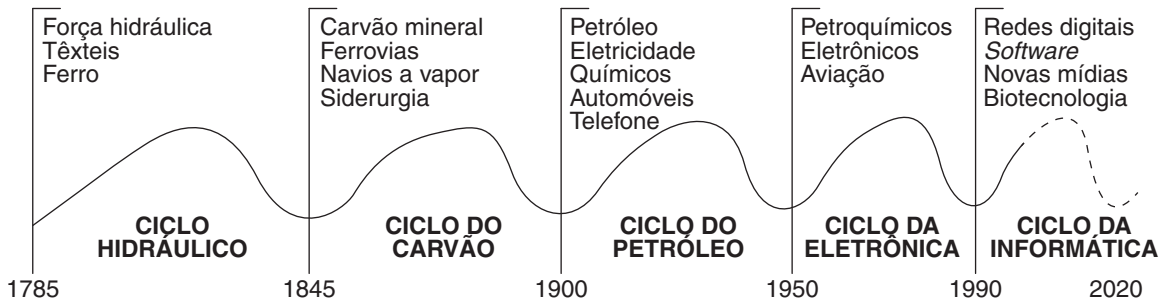 Força hidráulica
Têxteis
Ferro
Carvão mineral
Ferrovias
Navios a vapor
Siderurgia
Petróleo
Eletricidade
Químicos
Automóveis
Telefone
Petroquímicos
Eletrônicos
Aviação
Redes digitais
Software
Novas mídias
Biotecnologia
CICLO
HIDRÁULICO
CICLO DO
CARVÃO
CICLO DO
PETRÓLEO
CICLO DA
ELETRÔNICA
CICLO DA
INFORMÁTICA
1785 1845 1900 1950 1990 2020